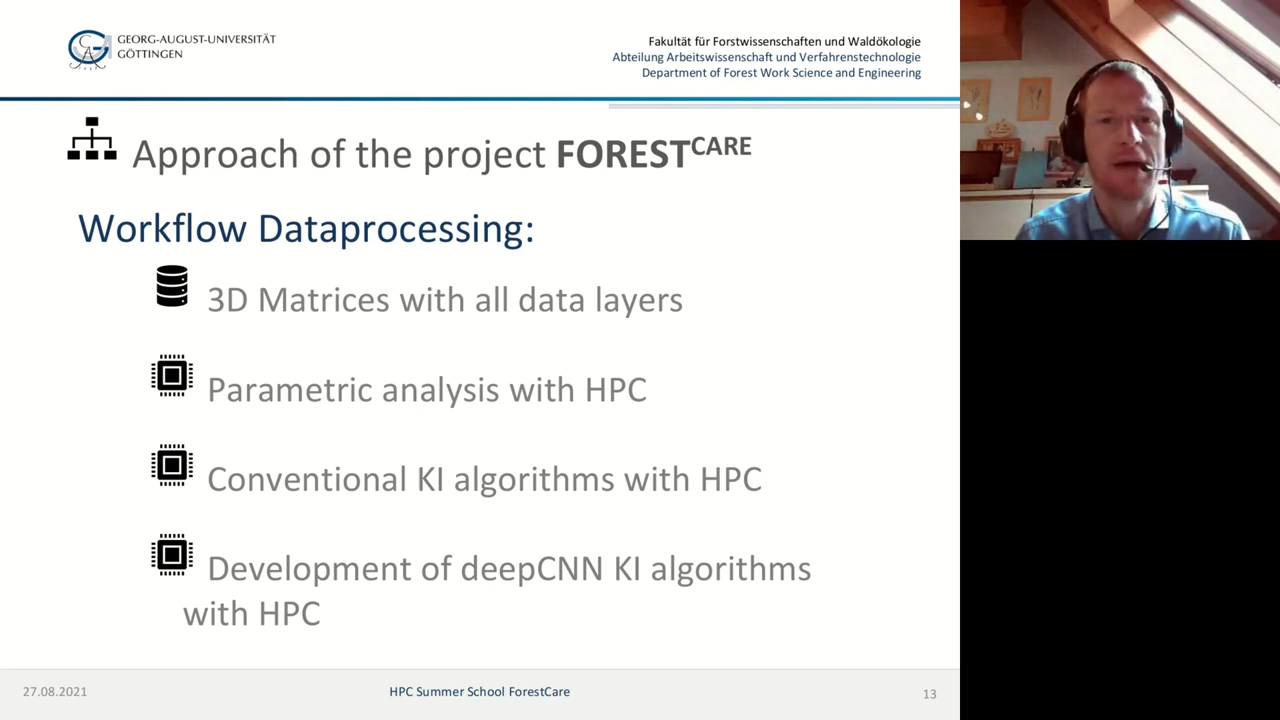 GEORG-AUGUST-UNIVERSITÄT
GÖTTINGEN
Fakultät für Forstwissenschaften und Waldökologie
Abteilung Arbeitswissenschaft und Verfahrenstechnologie
Department of Forest Work Science and Engineering
Approach of the project FORESTCARE
Workflow Dataprocessing:
3D Matrices with all data layers
Parametric analysis with HPC
Conventional KI algorithms with HPC
Development of deepCNN KI algorithms
with HPC
27.08.2021
HPC Summer School ForestCare
13